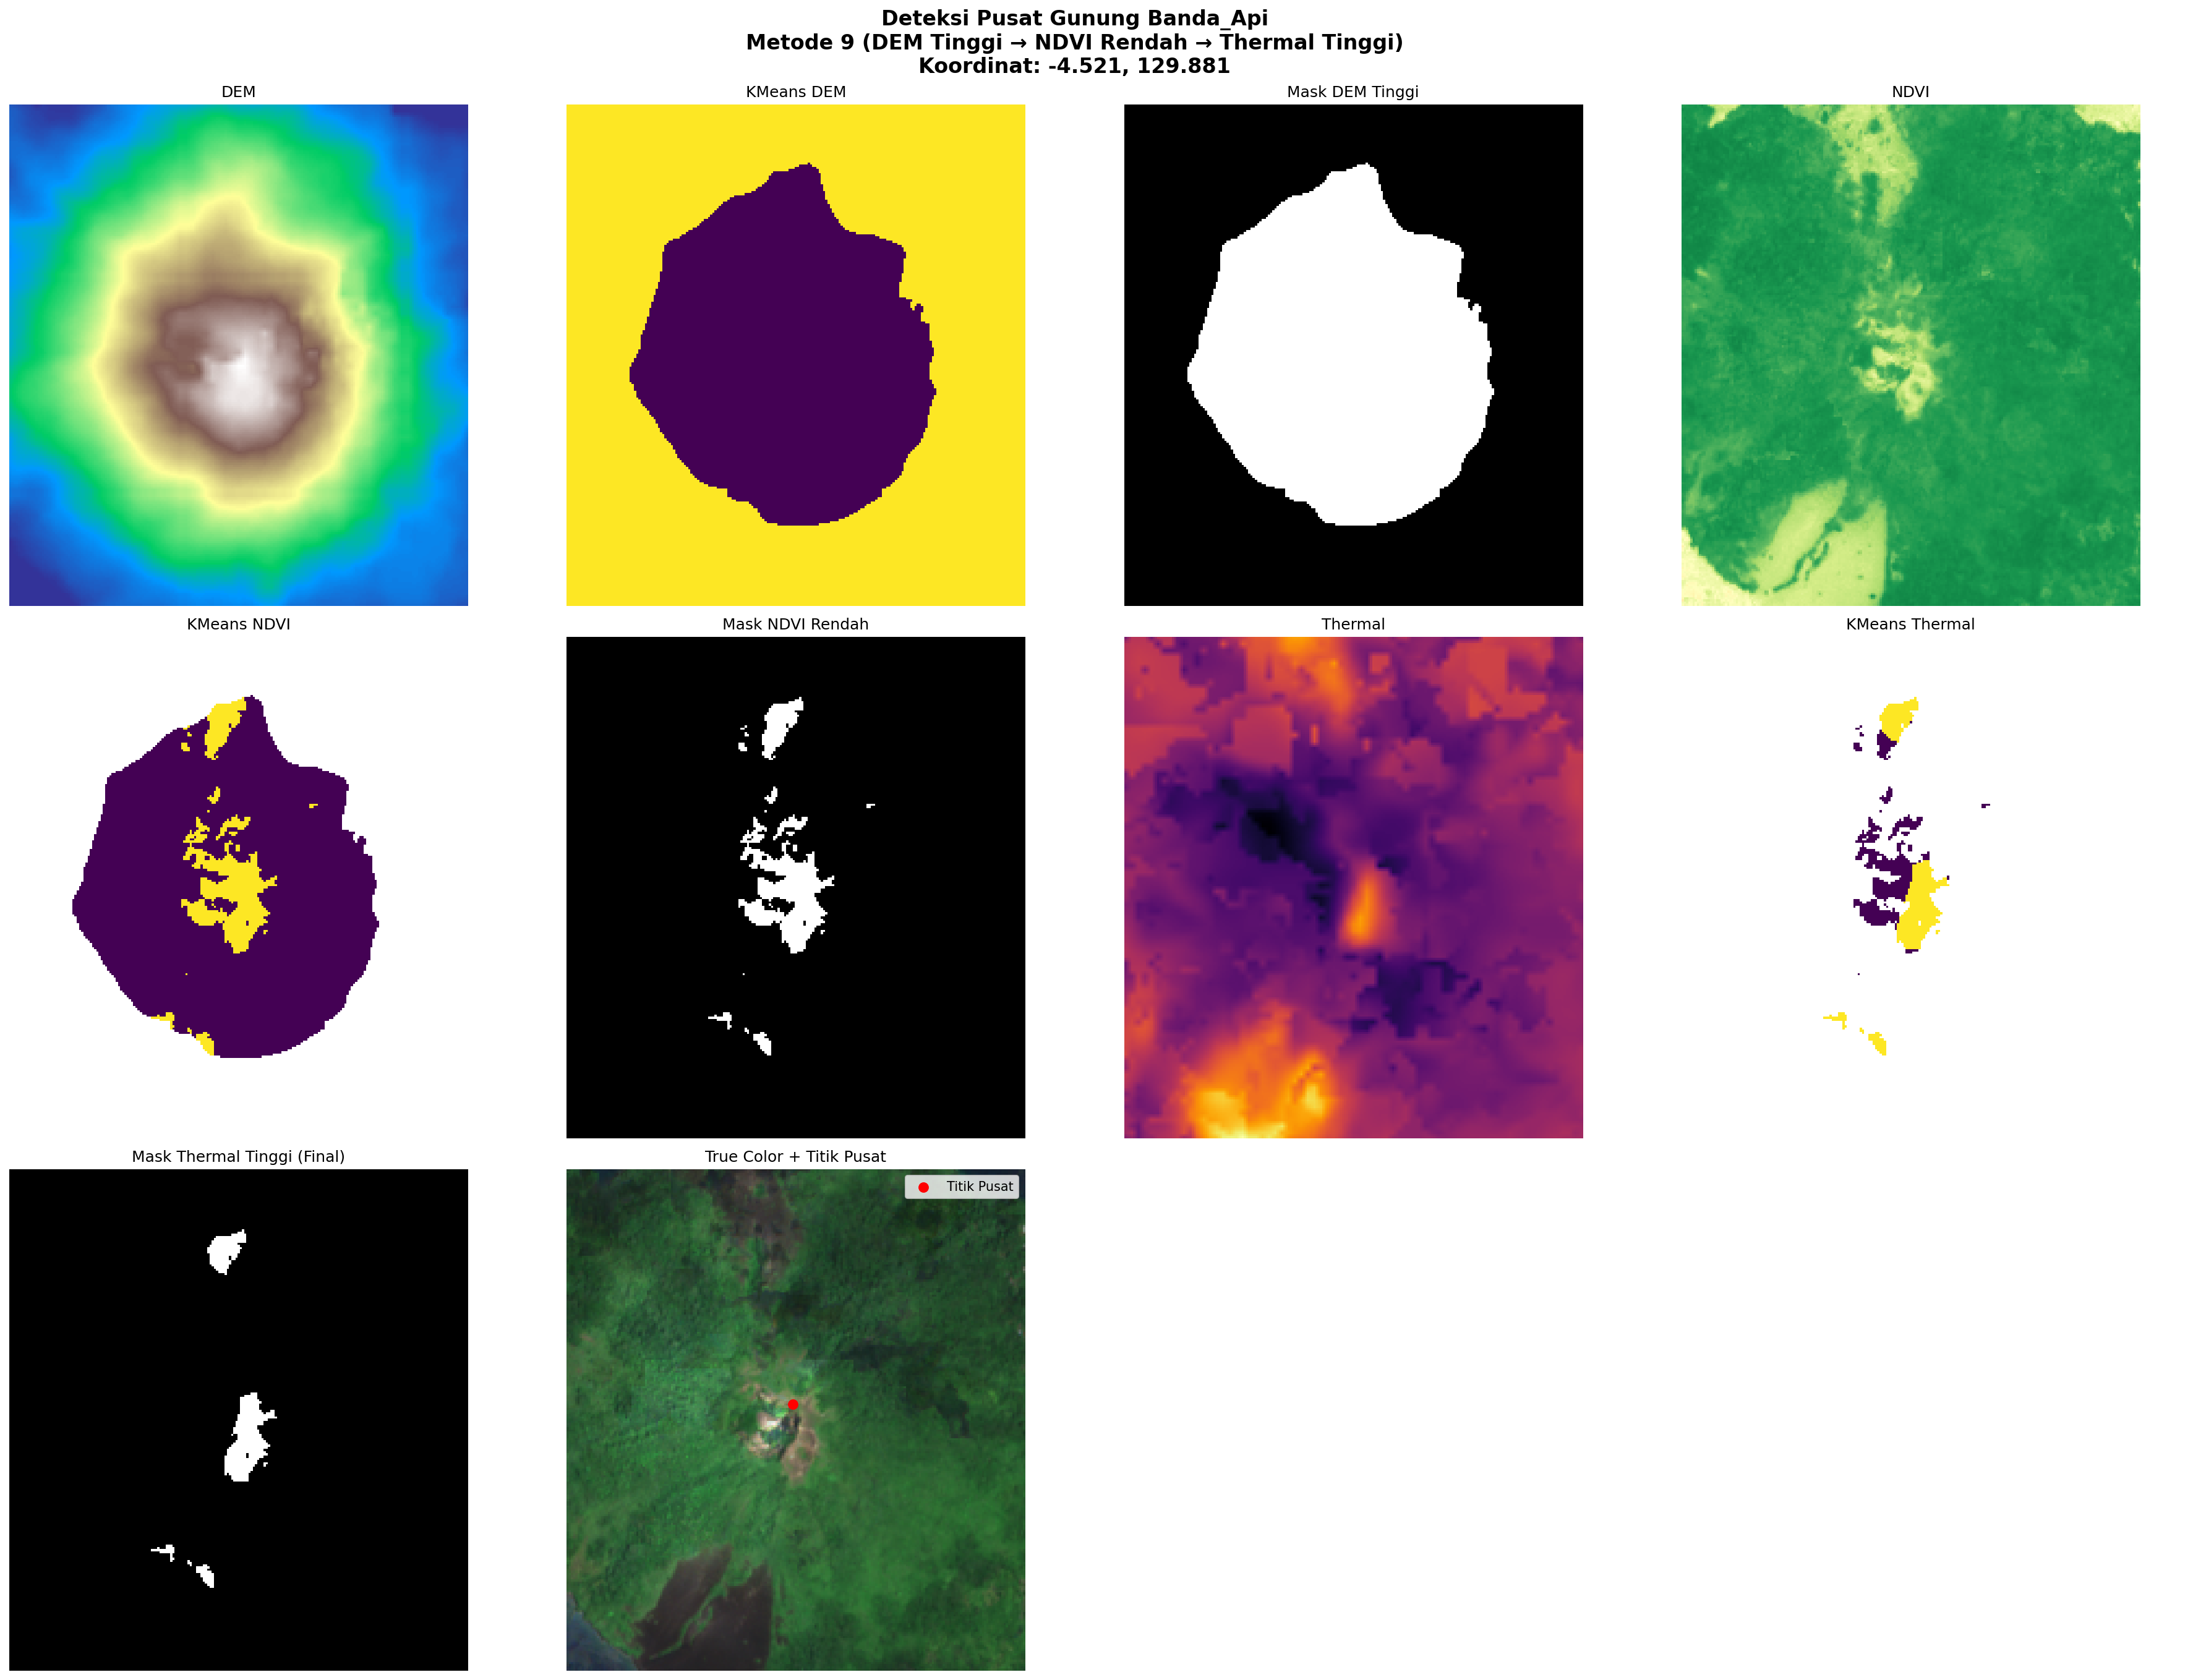 Deteksi Pusat Gunung Banda_Api
Metode 9 (DEM Tinggi → NDVI Rendah → Thermal Tinggi)
Koordinat: -4.521, 129.881
DEM
KMeans DEM
Mask DEM Tinggi
NDVI
KMeans NDVI
Mask NDVI Rendah
Thermal
KMeans Thermal
Mask Thermal Tinggi (Final)
True Color + Titik Pusat
Titik Pusat